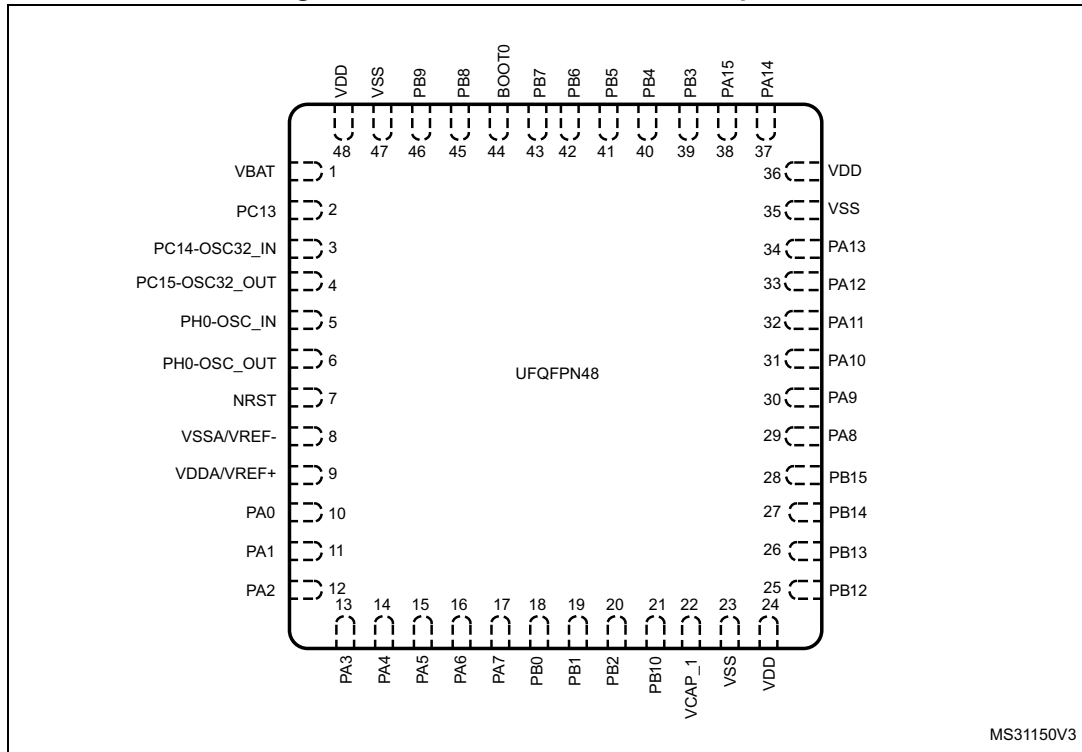 VDD
VSS
PB9
PB8
BOOT0
PB7
PB6
PB5
PB4
PB3
PA15
PA14
48
47
46
45
44
43
42
41
40
39
38
37
VBAT 1
PC13 2
PC14-OSC32_IN 3
PC15-OSC32_OUT 4
PH0-OSC_IN 5
PH0-OSC_OUT 6
NRST 7
VSSA/VREF- 8
VDDA/VREF+ 9
PA0 10
PA1 11
PA2 12
UFQFPN48
36 VDD
35 VSS
34 PA13
33 PA12
32 PA11
31 PA10
30 PA9
29 PA8
28 PB15
27 PB14
26 PB13
25 PB12
13
14
15
16
17
18
19
20
21
22
23
24
PA3
PA4
PA5
PA6
PA7
PB0
PB1
PB2
PB10
VCAP_1
VSS
VDD
MS31150V3